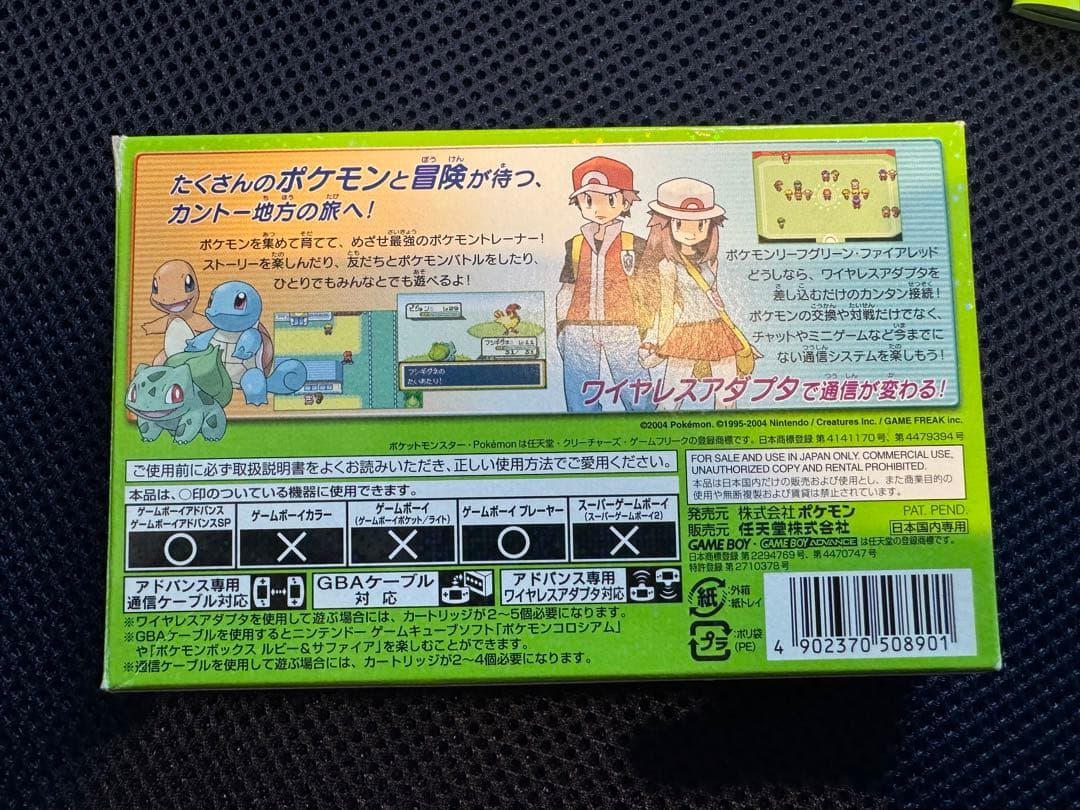 たくさんのポケモンと冒険が待つ、
カントー地方の旅へ!
ポケモンを集めて育てて、めざせ最強のポケモントレーナー!
ストーリーを楽しんだり、友だちとポケモンバトルをしたり、
ひとりでもみんなとでも遊べるよ!
フシギダネの
たいあたり!
ポケモンリーフグリーン・ファイアレッド
どうしなら、ワイヤレスアダプタを
差し込むだけのカンタン接続!
ポケモンの交換や対戦だけでなく、
チャットやミニゲームなど今までに
ない通信システムを楽しもう!
ワイヤレスアダプタで通信が変わる!
©2004 Pokémon. ©1995-2004 Nintendo / Creatures inc. / GAME FREAK inc.
ポケットモンスター・Pokémonは任天堂・クリーチャーズ・ゲームフリークの登録商標です。日本商標登録 第4141170号、第4479394号
ご使用前に必ず取扱説明書をよくお読みいただき、正しい使用方法でご愛用ください。
本品は、○印のついている機器に使用できます。
ゲームボーイアドバンス
ゲームボーイアドバンスSP
○
ゲームボーイカラー
×
ゲームボーイ
(ゲームボーイポケット/ライト)
×
ゲームボーイ プレーヤー
○
スーパーゲームボーイ
(スーパーゲームボーイ2)
×
アドバンス専用
通信ケーブル対応
GBAケーブル
対応
アドバンス専用
ワイヤレスアダプタ対応
※ワイヤレスアダプタを使用して遊ぶ場合には、カートリッジが2〜5個必要になります。
※GBAケーブルを使用するとニンテンドー ゲームキューブソフト「ポケモンコロシアム」
や「ポケモンボックス ルビー&サファイア」を楽しむことができます。
※通信ケーブルを使用して遊ぶ場合には、カートリッジが2〜4個必要になります。
FOR SALE AND USE IN JAPAN ONLY. COMMERCIAL USE,
UNAUTHORIZED COPY AND RENTAL PROHIBITED.
本品は日本国内だけの販売および使用とし、また商業目的の
使用や無断複製および賃貸は禁止されています。
発売元 株式会社ポケモン PAT. PEND.
販売元 任天堂株式会社 日本国内専用
GAME BOY・GAME BOY ADVANCE は任天堂の登録商標です。
日本商標登録 第2294769号、第4470747号
特許登録 第2710378号
紙 :外箱
:紙トレイ
プラ :ポリ袋
(PE)
4 902370 508901